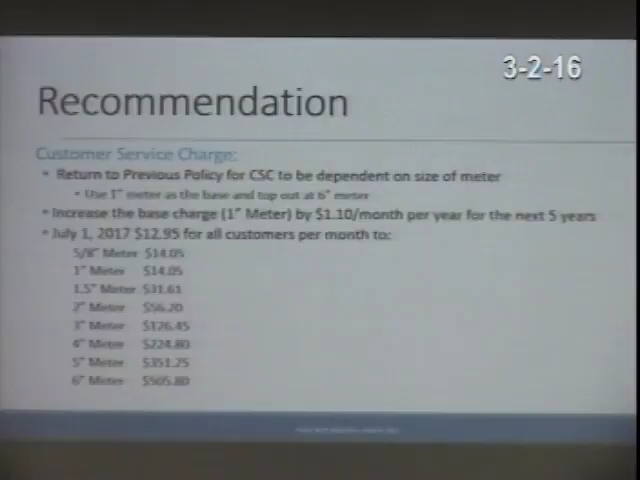 3-2-16
Recommendation
Customer Service Charge:
• Return to Previous Policy for CSC to be dependent on size of meter
• Use 1" meter as the base and top out at 6" meter
• Increase the base charge (1" Meter) by $1.10/month per year for the next 5 years
• July 1, 2017 $12.95 for all customers per month to:
5/8" Meter $14.05
1" Meter $14.05
1.5" Meter $31.61
2" Meter $56.20
3" Meter $126.45
4" Meter $224.80
5" Meter $351.25
6" Meter $505.80